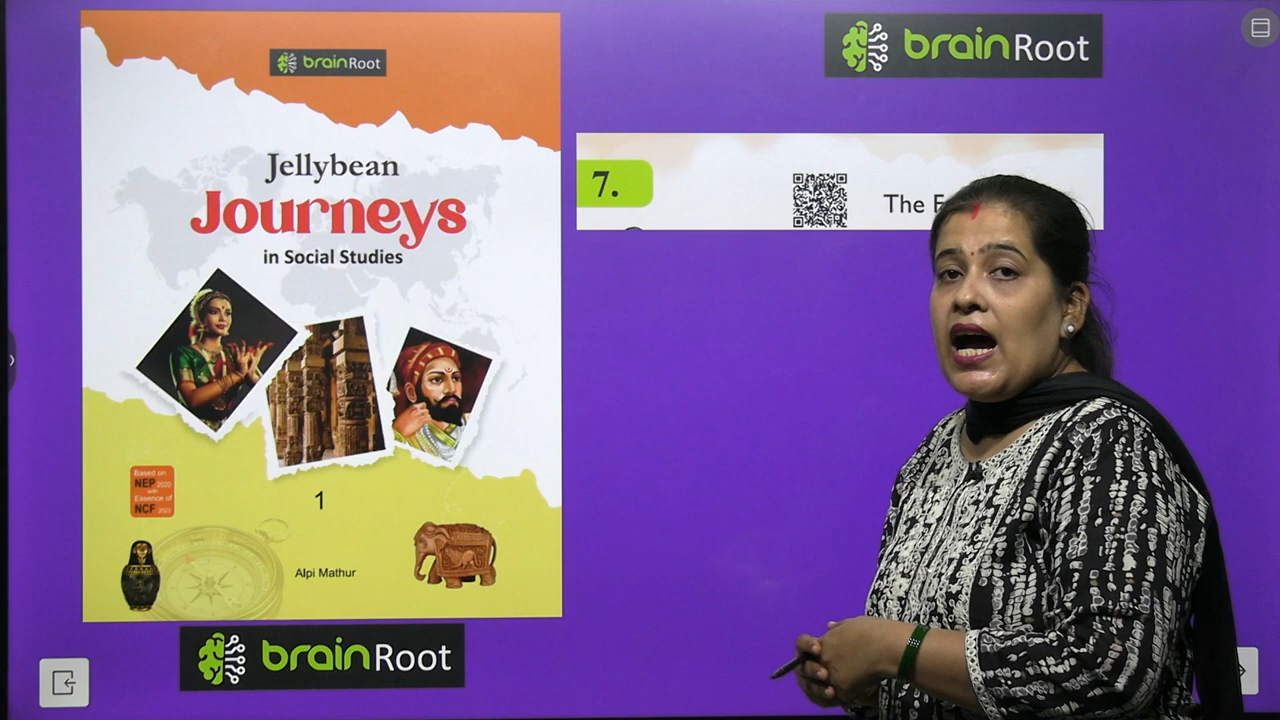 brainRoot
Jellybean
Journeys
in Social Studies
Based on
NEP 2020
with
Essence of
NCF 2023
1
Alpi Mathur
brainRoot
brainRoot
7.
The